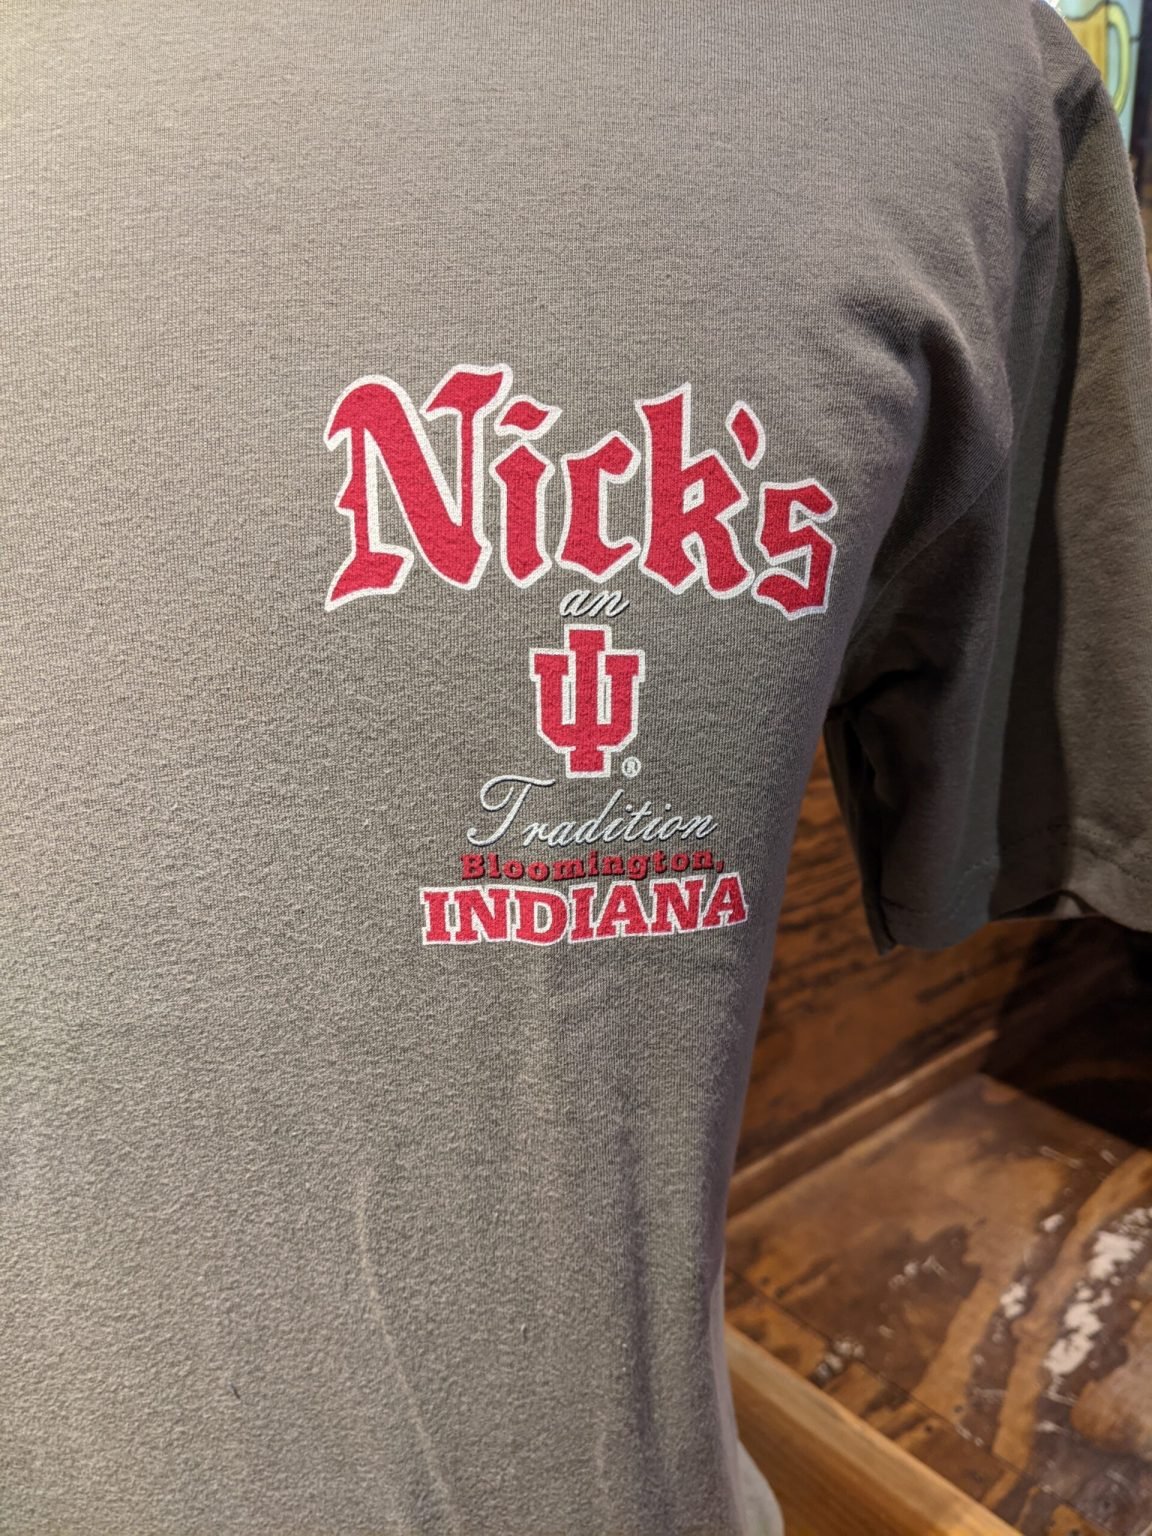 Nick's
an
IU®
Tradition
Bloomington,
INDIANA